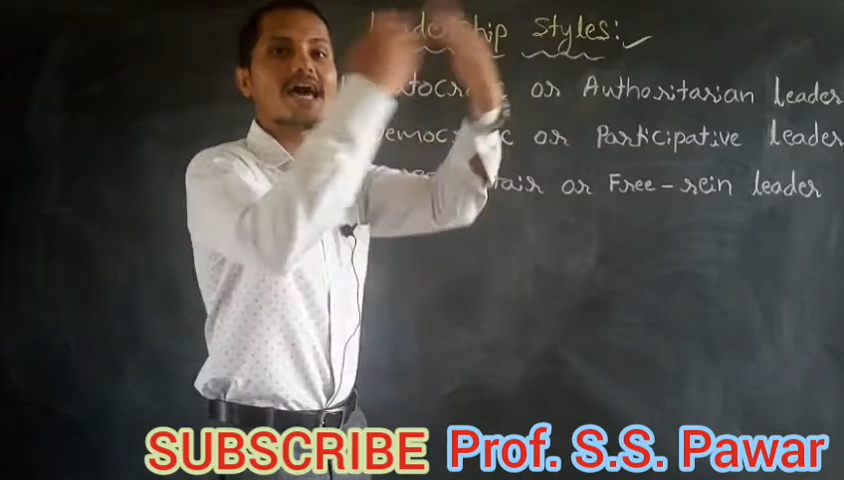 Styles:
or Authoritarian leader
or Participative leader
or Free-rein leader
SUBSCRIBE Prof. S.S. Pawar